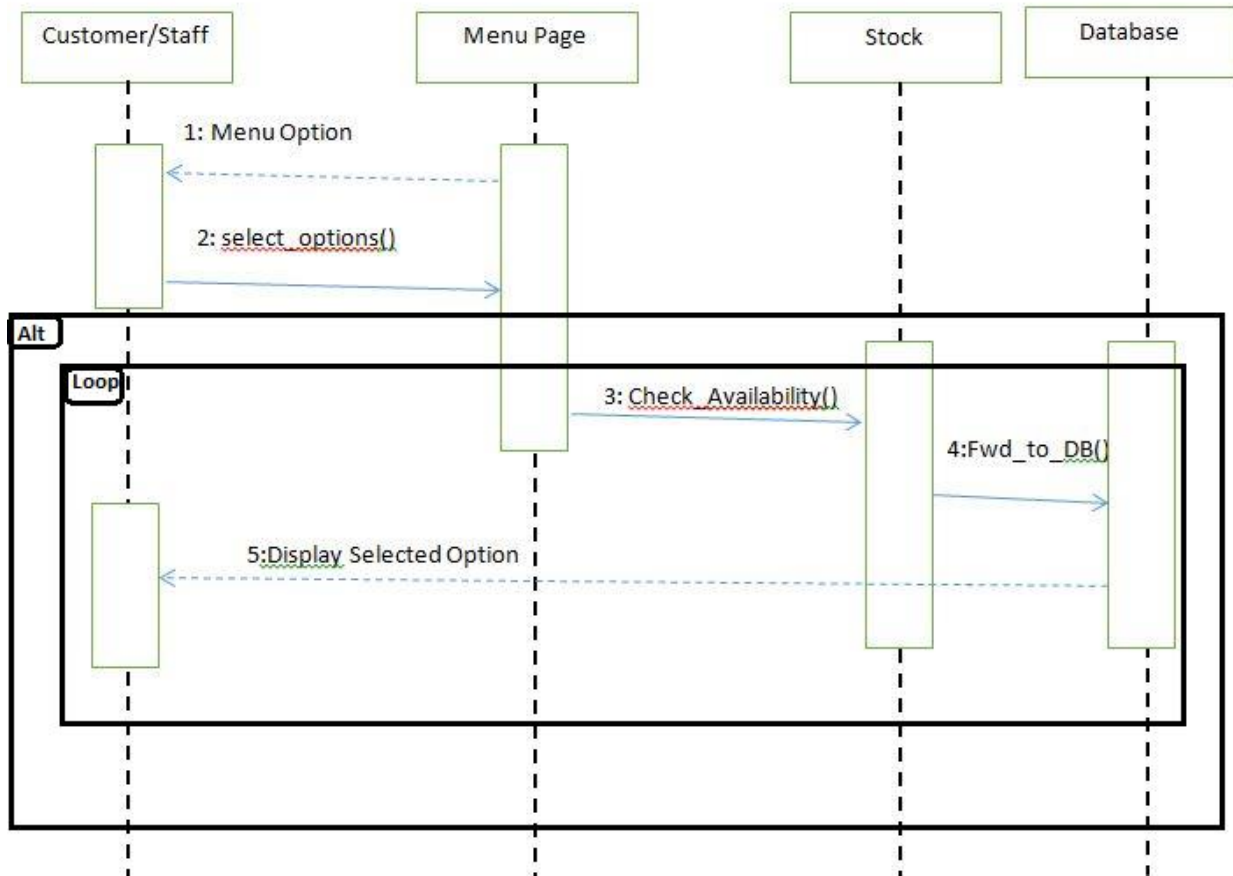 Customer/Staff
Menu Page
Stock
Database
1: Menu Option
2: select_options()
Alt
Loop
3: Check_Availability()
4:Fwd_to_DB()
5:Display Selected Option